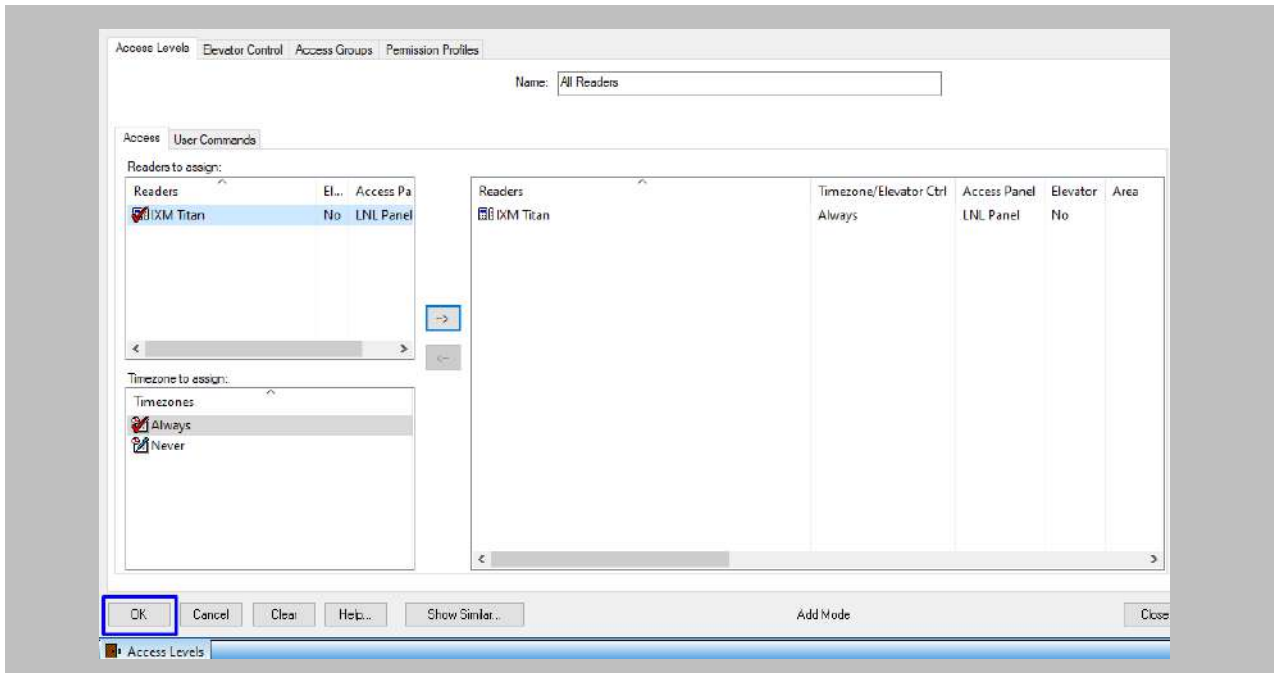 Access Levels Elevator Control Access Groups Permission Profiles
Name: All Readers
Access User Commands
Readers to assign:
Readers El... Access Pa
IXM Titan No LNL Panel
Readers Timezone/Elevator Ctrl Access Panel Elevator Area
IXM Titan Always LNL Panel No
-->
<--
Timezone to assign:
Timezones
Always
Never
OK Cancel Clear Help... Show Similar... Add Mode Close
Access Levels